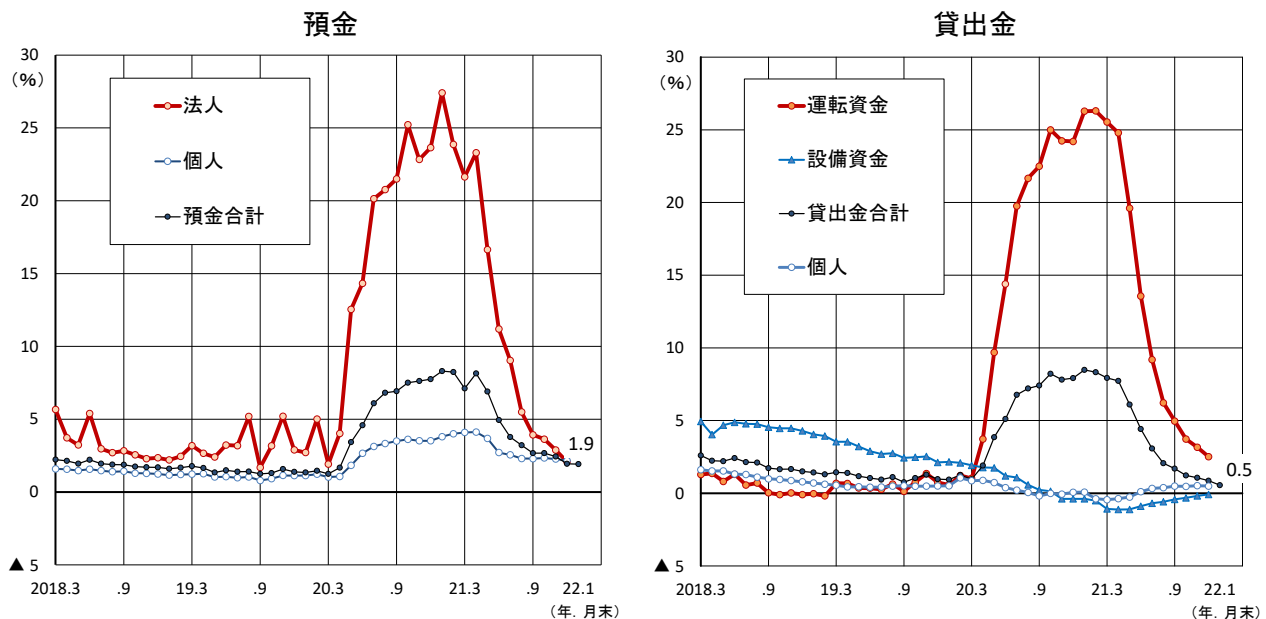 預金
30
(%)
25
20
15
10
5
0
▲ 5
法人
個人
預金合計
1.9
2018.3 .9 19.3 .9 20.3 .9 21.3 .9 22.1
(年. 月末)
貸出金
30
(%)
25
20
15
10
5
0
▲ 5
運転資金
設備資金
貸出金合計
個人
0.5
2018.3 .9 19.3 .9 20.3 .9 21.3 .9 22.1
(年. 月末)